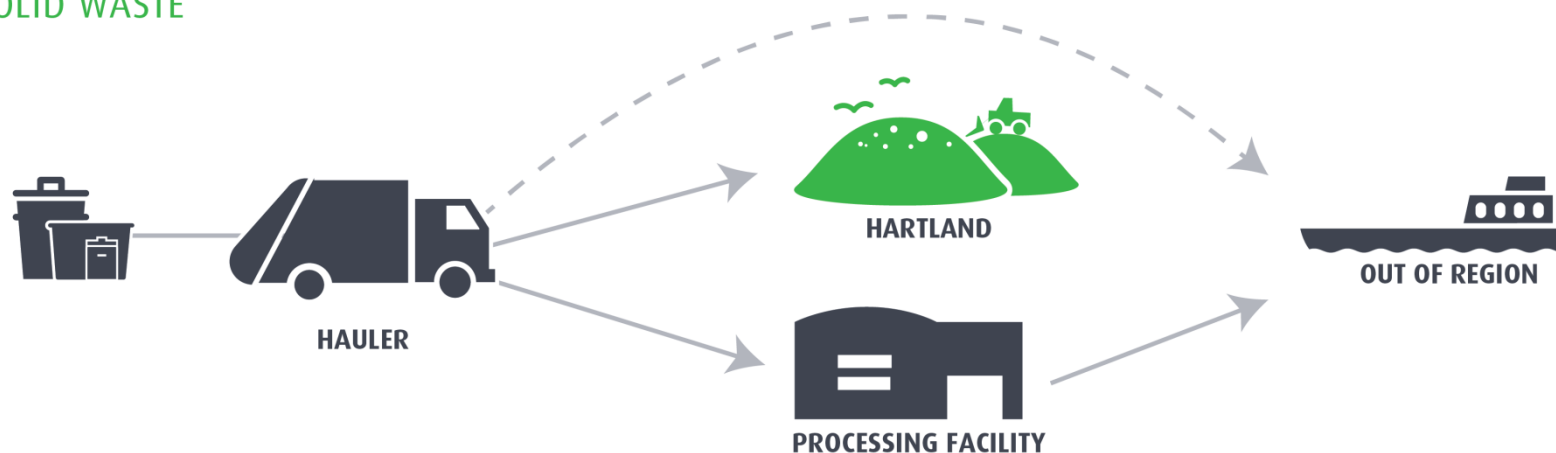 OLID WASTE
HARTLAND
OUT OF REGION
HAULER
PROCESSING FACILITY